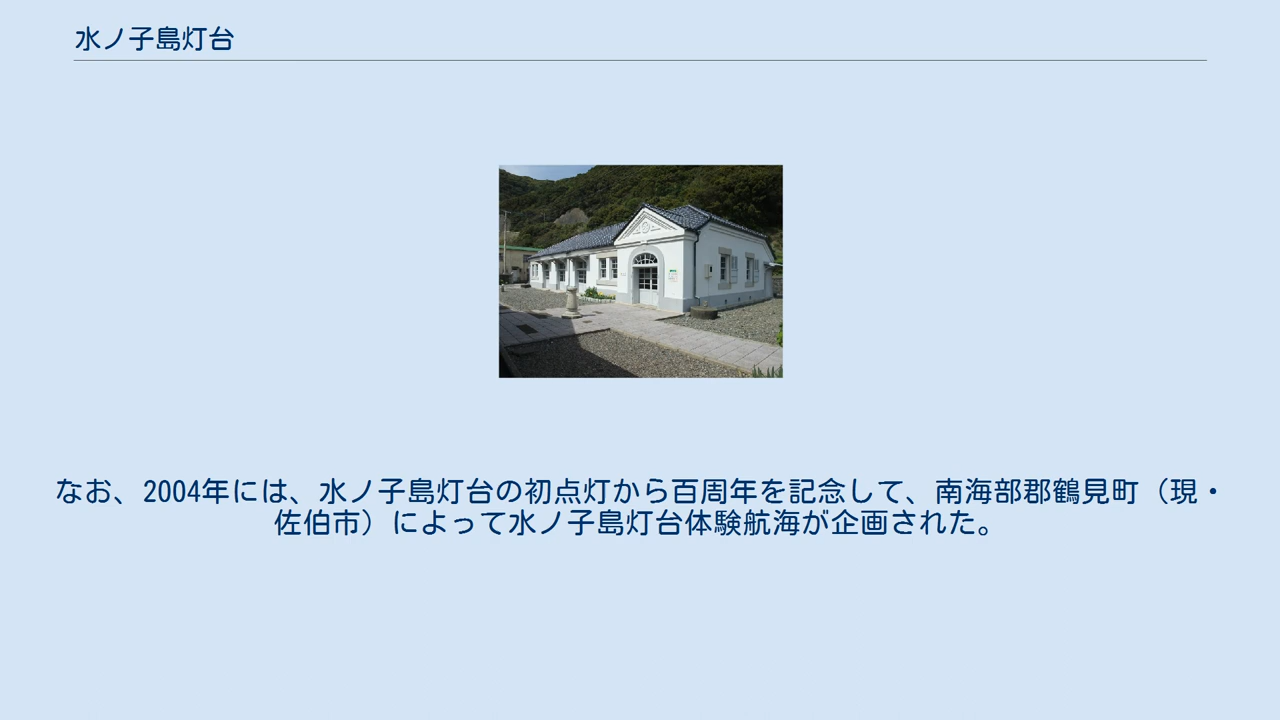 水ノ子島灯台
なお、2004年には、水ノ子島灯台の初点灯から百周年を記念して、南海部郡鶴見町（現・
佐伯市）によって水ノ子島灯台体験航海が企画された。